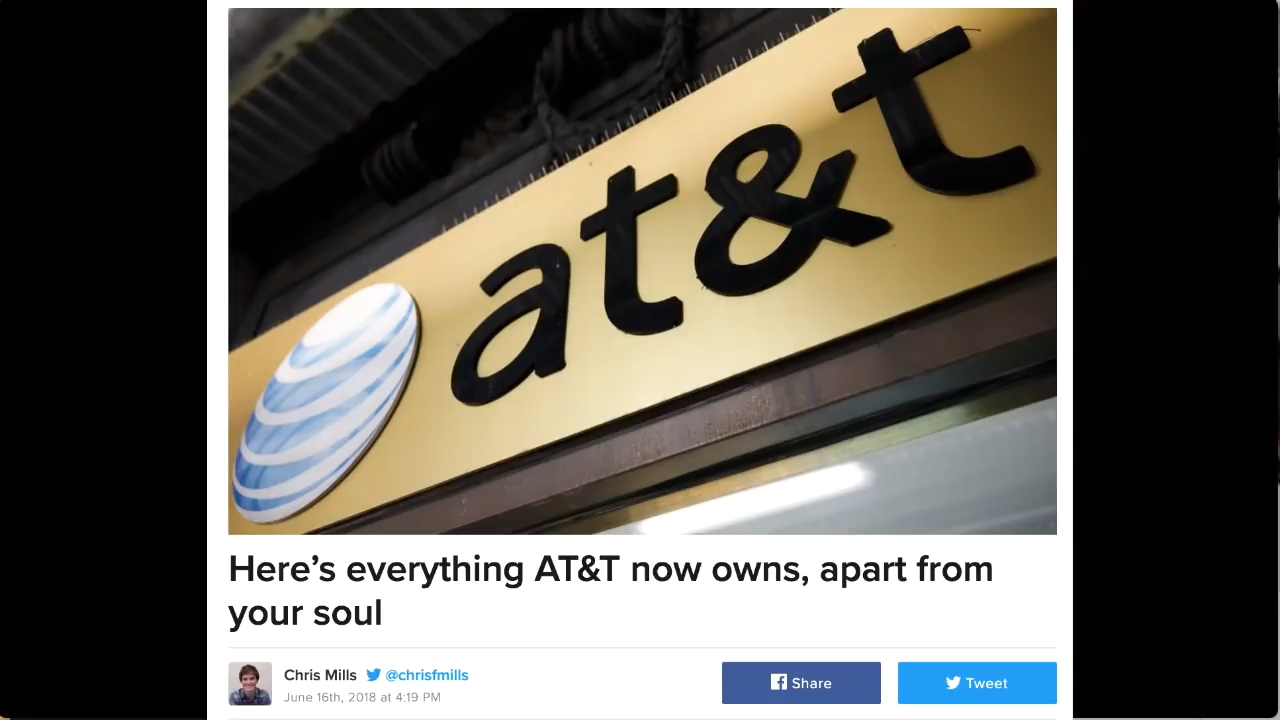 at&t
Here’s everything AT&T now owns, apart from
your soul
Chris Mills @chrisfmills
June 16th, 2018 at 4:19 PM
Share
Tweet